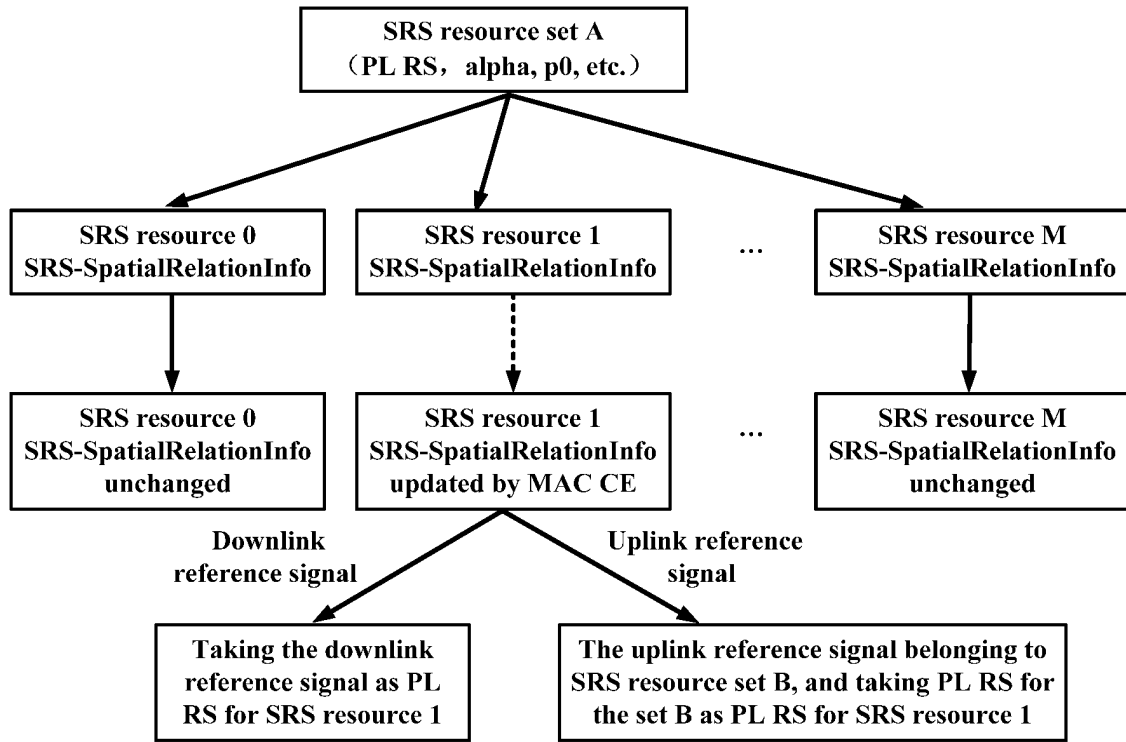 SRS resource set A
（PL RS，alpha, p0, etc.）
SRS resource 0
SRS-SpatialRelationInfo
SRS resource 1
SRS-SpatialRelationInfo
...
SRS resource M
SRS-SpatialRelationInfo
SRS resource 0
SRS-SpatialRelationInfo
unchanged
SRS resource 1
SRS-SpatialRelationInfo
updated by MAC CE
...
SRS resource M
SRS-SpatialRelationInfo
unchanged
Downlink
reference signal
Uplink reference
signal
Taking the downlink
reference signal as PL
RS for SRS resource 1
The uplink reference signal belonging to
SRS resource set B, and taking PL RS for
the set B as PL RS for SRS resource 1